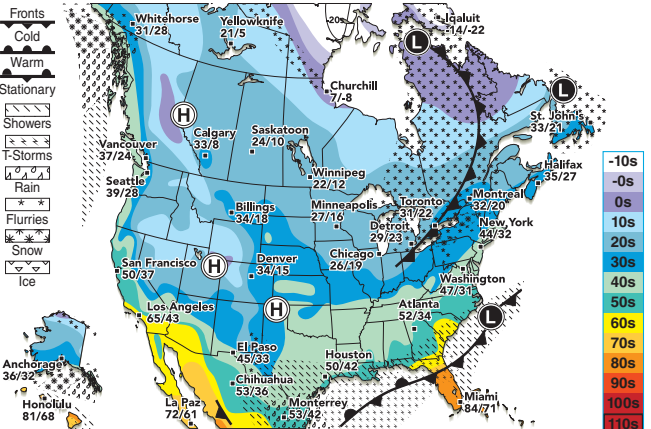 Fronts
Cold
Warm
Stationary
Showers
T-Storms
Rain
Flurries
Snow
Ice
Whitehorse
31/28
Yellowknife
21/5
-20s
Iqaluit
-14/-22
L
Churchill
7/-8
L
St. John's
33/21
H
Calgary
33/8
Saskatoon
24/10
Vancouver
37/24
Seattle
39/28
Winnipeg
22/12
Halifax
35/27
Billings
34/18
Minneapolis
27/16
Toronto
31/22
Montreal
32/20
Detroit
29/23
New York
44/32
San Francisco
50/37
H
Denver
34/15
Chicago
26/19
Washington
47/31
Los Angeles
65/43
H
Atlanta
52/34
L
El Paso
45/33
Houston
50/42
Chihuahua
53/36
Anchorage
36/32
Honolulu
81/68
La Paz
72/61
Monterrey
53/42
Miami
84/71
-10s
-0s
0s
10s
20s
30s
40s
50s
60s
70s
80s
90s
100s
110s